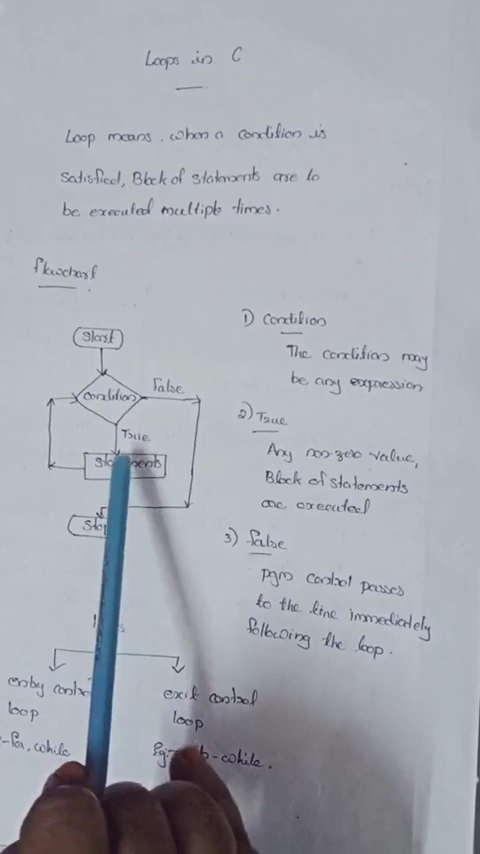 Loops in C
Loop means, when a condition is
satisfied, Block of statements are to
be executed multiple times.
flowchart
Start
condition
False
True
1) Condition
The condition may
be any expression
2) True
Any non zero value,
Block of statements
are executed
3) False
pgm control passes
to the line immediately
following the loop.
entry
loop
for, while
exit control
loop
while.